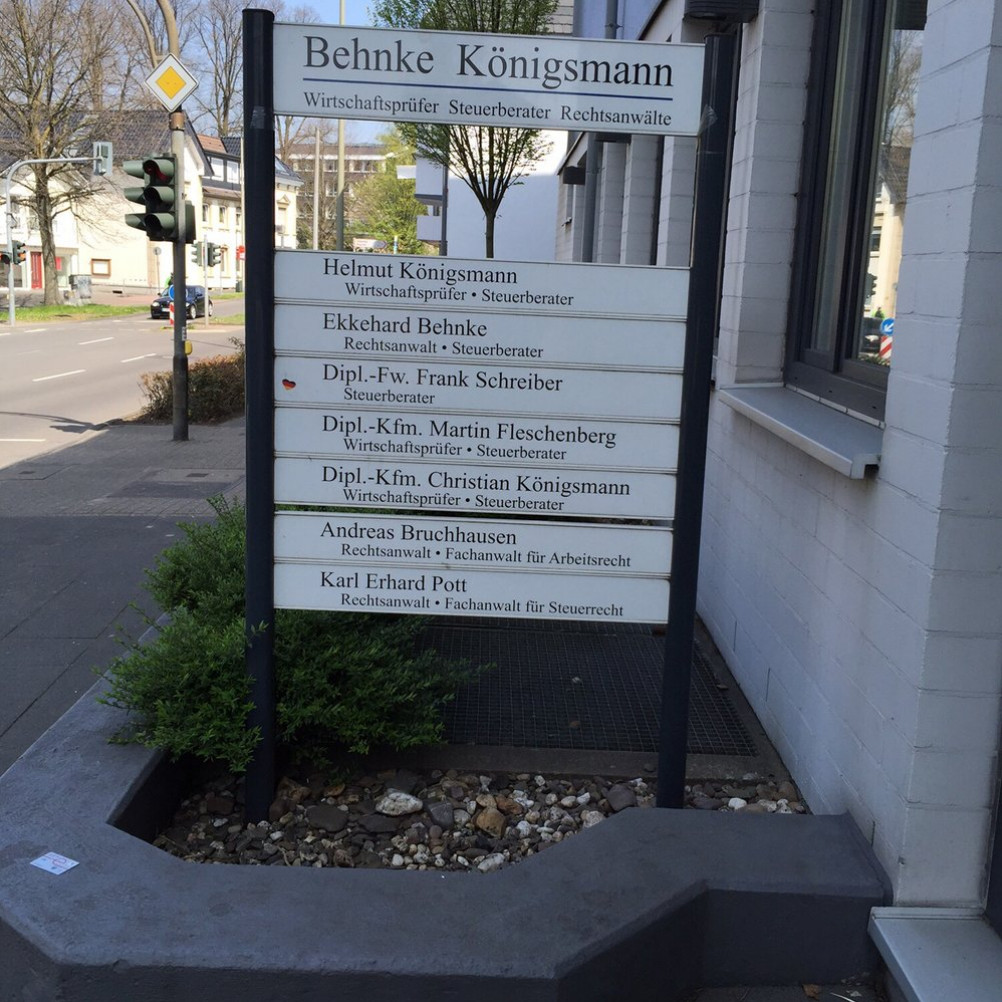 Behnke Königsmann
Wirtschaftsprüfer Steuerberater Rechtsanwälte
Helmut Königsmann
Wirtschaftsprüfer • Steuerberater
Ekkehard Behnke
Rechtsanwalt • Steuerberater
Dipl.-Fw. Frank Schreiber
Steuerberater
Dipl.-Kfm. Martin Fleschenberg
Wirtschaftsprüfer • Steuerberater
Dipl.-Kfm. Christian Königsmann
Wirtschaftsprüfer • Steuerberater
Andreas Bruchhausen
Rechtsanwalt • Fachanwalt für Arbeitsrecht
Karl Erhard Pott
Rechtsanwalt • Fachanwalt für Steuerrecht